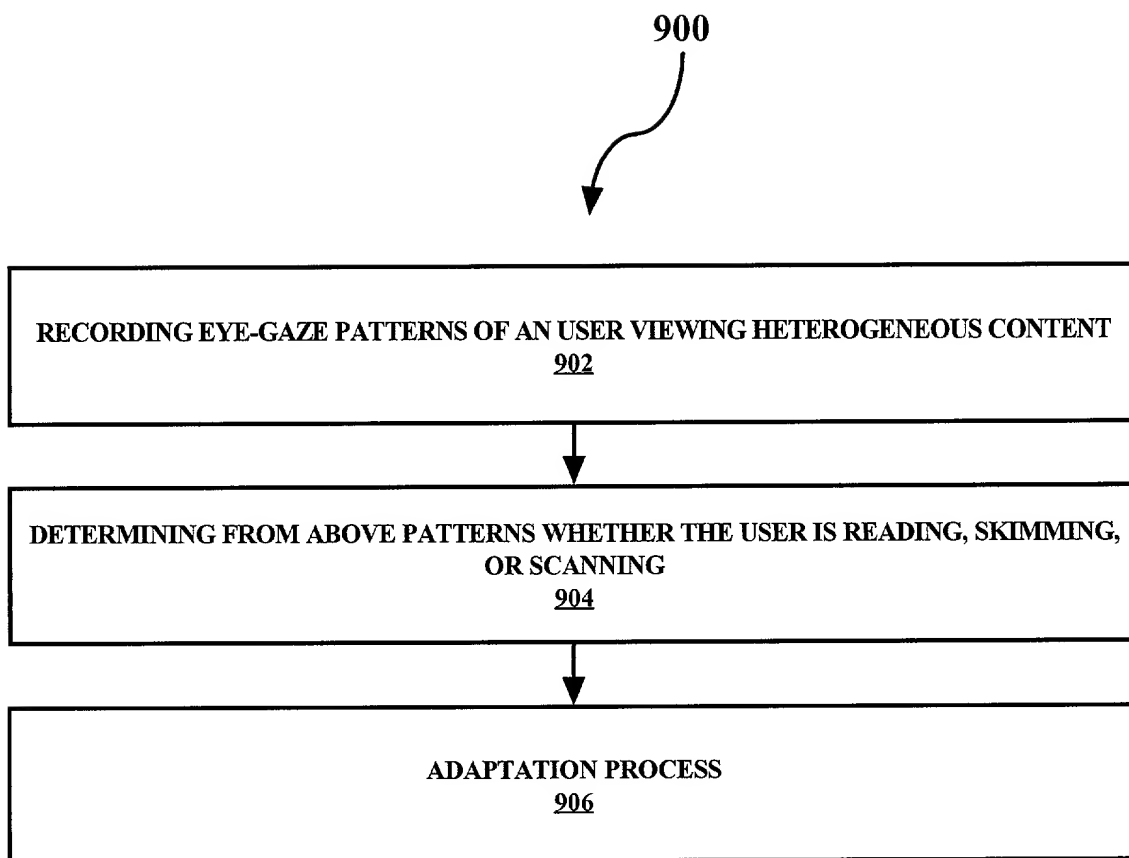 900
RECORDING EYE-GAZE PATTERNS OF AN USER VIEWING HETEROGENEOUS CONTENT
902
DETERMINING FROM ABOVE PATTERNS WHETHER THE USER IS READING, SKIMMING,
OR SCANNING
904
ADAPTATION PROCESS
906